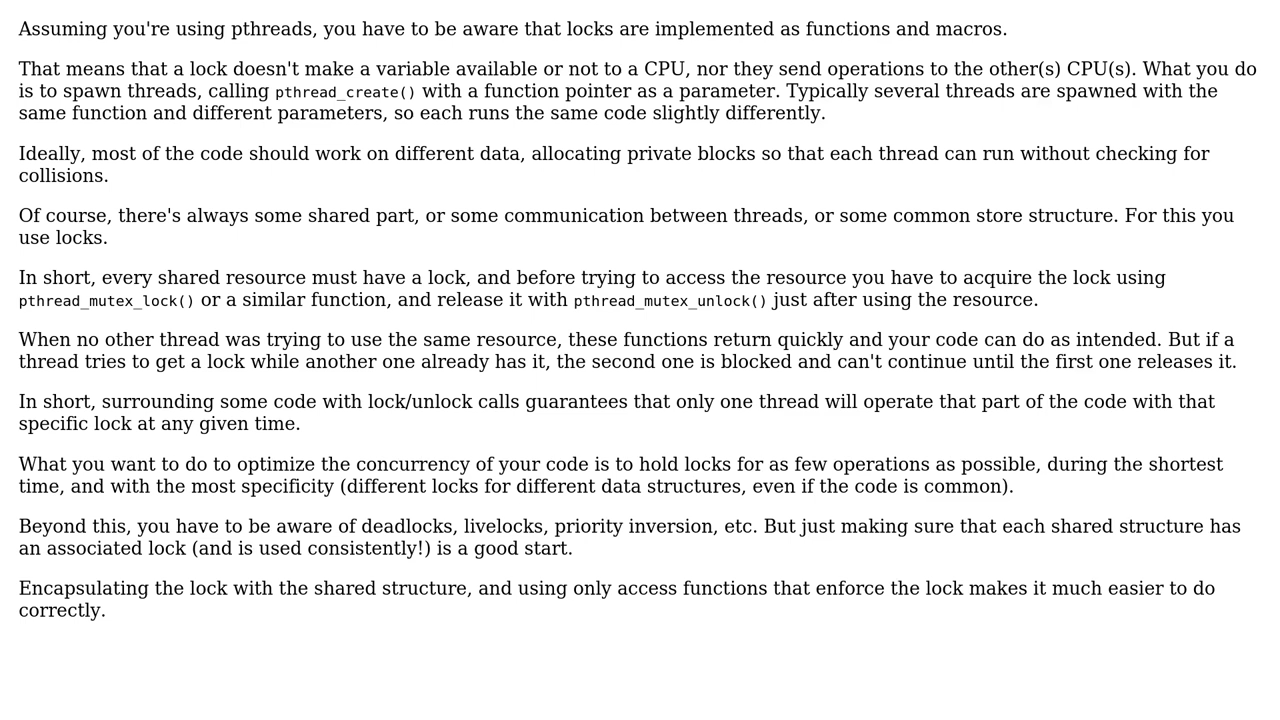 Assuming you're using pthreads, you have to be aware that locks are implemented as functions and macros.
That means that a lock doesn't make a variable available or not to a CPU, nor they send operations to the other(s) CPU(s). What you do
is to spawn threads, calling pthread_create() with a function pointer as a parameter. Typically several threads are spawned with the
same function and different parameters, so each runs the same code slightly differently.
Ideally, most of the code should work on different data, allocating private blocks so that each thread can run without checking for
collisions.
Of course, there's always some shared part, or some communication between threads, or some common store structure. For this you
use locks.
In short, every shared resource must have a lock, and before trying to access the resource you have to acquire the lock using
pthread_mutex_lock() or a similar function, and release it with pthread_mutex_unlock() just after using the resource.
When no other thread was trying to use the same resource, these functions return quickly and your code can do as intended. But if a
thread tries to get a lock while another one already has it, the second one is blocked and can't continue until the first one releases it.
In short, surrounding some code with lock/unlock calls guarantees that only one thread will operate that part of the code with that
specific lock at any given time.
What you want to do to optimize the concurrency of your code is to hold locks for as few operations as possible, during the shortest
time, and with the most specificity (different locks for different data structures, even if the code is common).
Beyond this, you have to be aware of deadlocks, livelocks, priority inversion, etc. But just making sure that each shared structure has
an associated lock (and is used consistently!) is a good start.
Encapsulating the lock with the shared structure, and using only access functions that enforce the lock makes it much easier to do
correctly.